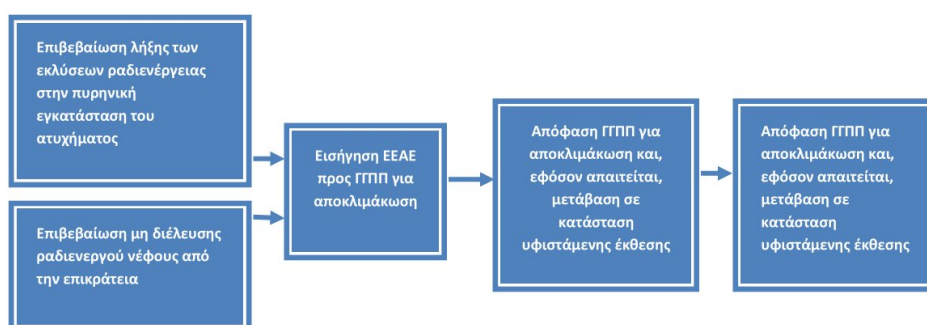 Επιβεβαίωση λήξης των
εκλύσεων ραδιενέργειας
στην πυρηνική
εγκατάσταση του
ατυχήματος
Επιβεβαίωση μη διέλευσης
ραδιενεργού νέφους από
την επικράτεια
Εισήγηση ΕΕΑΕ
προς ΓΓΠΠ για
αποκλιμάκωση
Απόφαση ΓΓΠΠ για
αποκλιμάκωση και,
εφόσον απαιτείται,
μετάβαση σε
κατάσταση
υφιστάμενης έκθεσης
Απόφαση ΓΓΠΠ για
αποκλιμάκωση και,
εφόσον απαιτείται,
μετάβαση σε
κατάσταση
υφιστάμενης έκθεσης